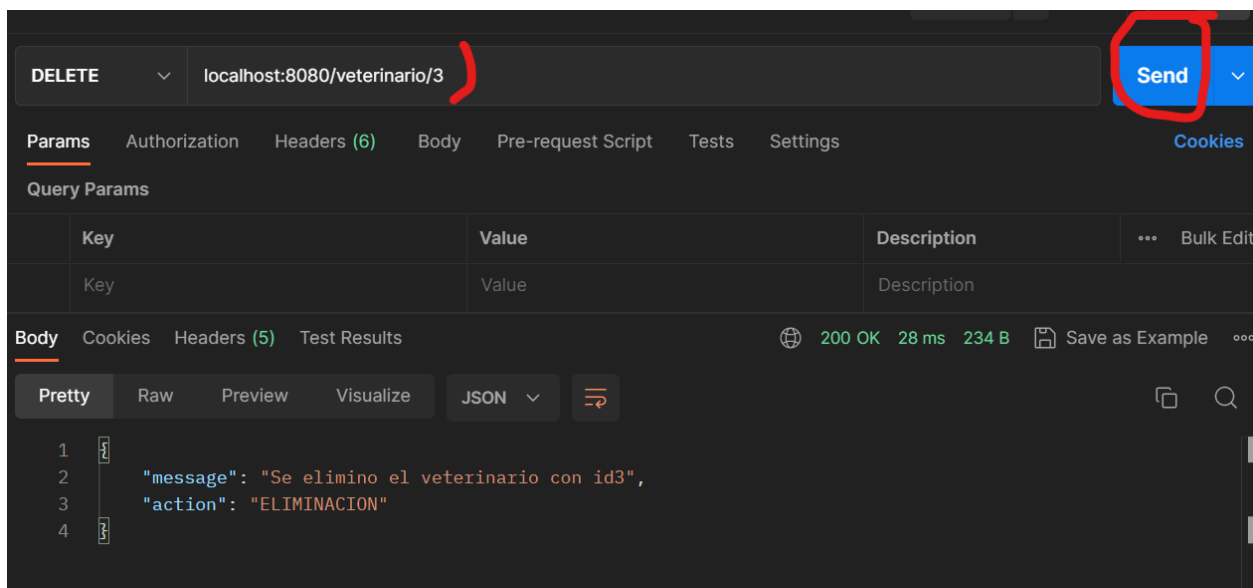 DELETE localhost:8080/veterinario/3 Send
Params Authorization Headers (6) Body Pre-request Script Tests Settings Cookies
Query Params
Key Value Description Bulk Edit
Key Value Description
Body Cookies Headers (5) Test Results 200 OK 28 ms 234 B Save as Example
Pretty Raw Preview Visualize JSON
1 {
2 "message": "Se elimino el veterinario con id3",
3 "action": "ELIMINACION"
4 }